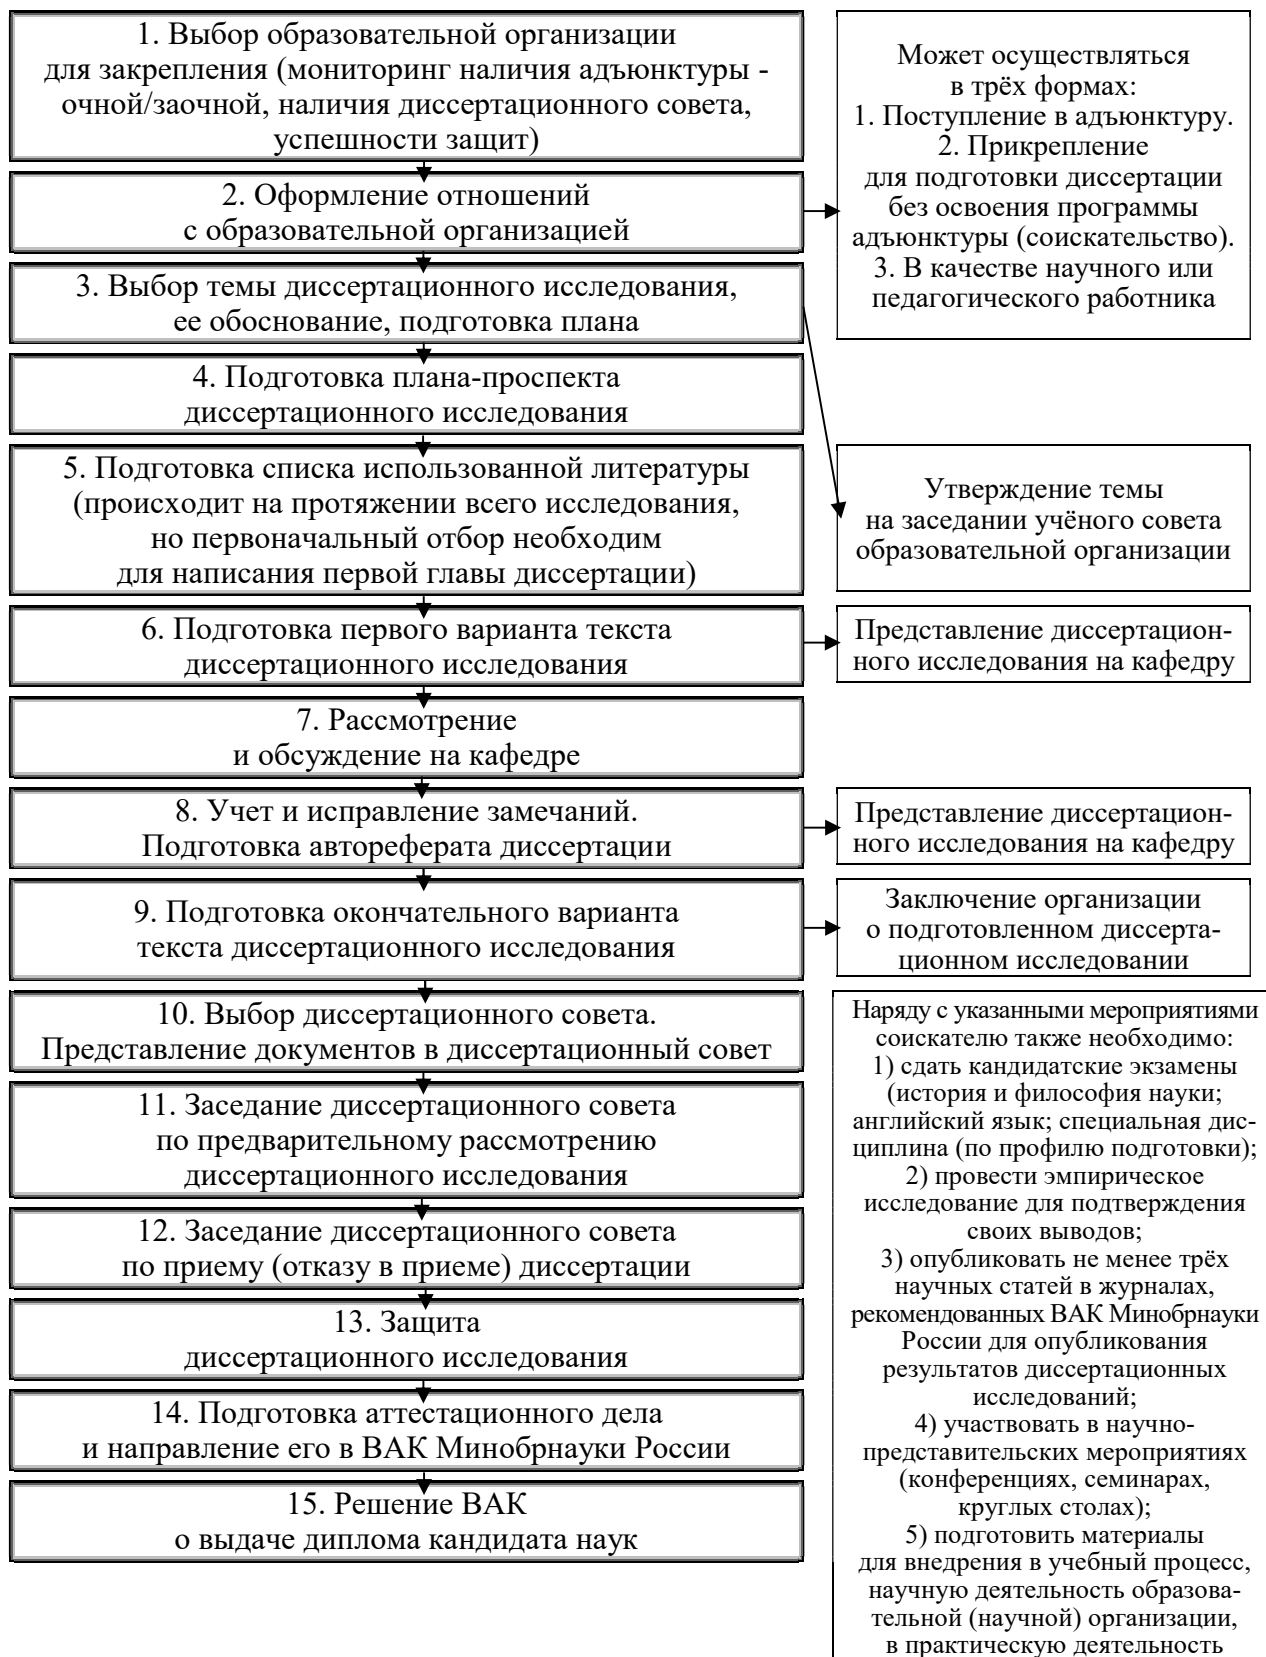 1. Выбор образовательной организации
для закрепления (мониторинг наличия адъюнктуры -
очной/заочной, наличия диссертационного совета,
успешности защит)
2. Оформление отношений
с образовательной организацией
Может осуществляться
в трёх формах:
1. Поступление в адъюнктуру.
2. Прикрепление
для подготовки диссертации
без освоения программы
адъюнктуры (соискательство).
3. В качестве научного или
педагогического работника
3. Выбор темы диссертационного исследования,
ее обоснование, подготовка плана
Утверждение темы
на заседании учёного совета
образовательной организации
4. Подготовка плана-проспекта
диссертационного исследования
5. Подготовка списка использованной литературы
(происходит на протяжении всего исследования,
но первоначальный отбор необходим
для написания первой главы диссертации)
6. Подготовка первого варианта текста
диссертационного исследования
Представление диссертацион-
ного исследования на кафедру
7. Рассмотрение
и обсуждение на кафедре
8. Учет и исправление замечаний.
Подготовка автореферата диссертации
Представление диссертацион-
ного исследования на кафедру
9. Подготовка окончательного варианта
текста диссертационного исследования
Заключение организации
о подготовленном диссерта-
ционном исследовании
10. Выбор диссертационного совета.
Представление документов в диссертационный совет
11. Заседание диссертационного совета
по предварительному рассмотрению
диссертационного исследования
12. Заседание диссертационного совета
по приему (отказу в приеме) диссертации
13. Защита
диссертационного исследования
14. Подготовка аттестационного дела
и направление его в ВАК Минобрнауки России
15. Решение ВАК
о выдаче диплома кандидата наук
Наряду с указанными мероприятиями
соискателю также необходимо:
1) сдать кандидатские экзамены
(история и философия науки;
английский язык; специальная дис-
циплина (по профилю подготовки);
2) провести эмпирическое
исследование для подтверждения
своих выводов;
3) опубликовать не менее трёх
научных статей в журналах,
рекомендованных ВАК Минобрнауки
России для опубликования
результатов диссертационных
исследований;
4) участвовать в научно-
представительских мероприятиях
(конференциях, семинарах,
круглых столах);
5) подготовить материалы
для внедрения в учебный процесс,
научную деятельность образова-
тельной (научной) организации,
в практическую деятельность